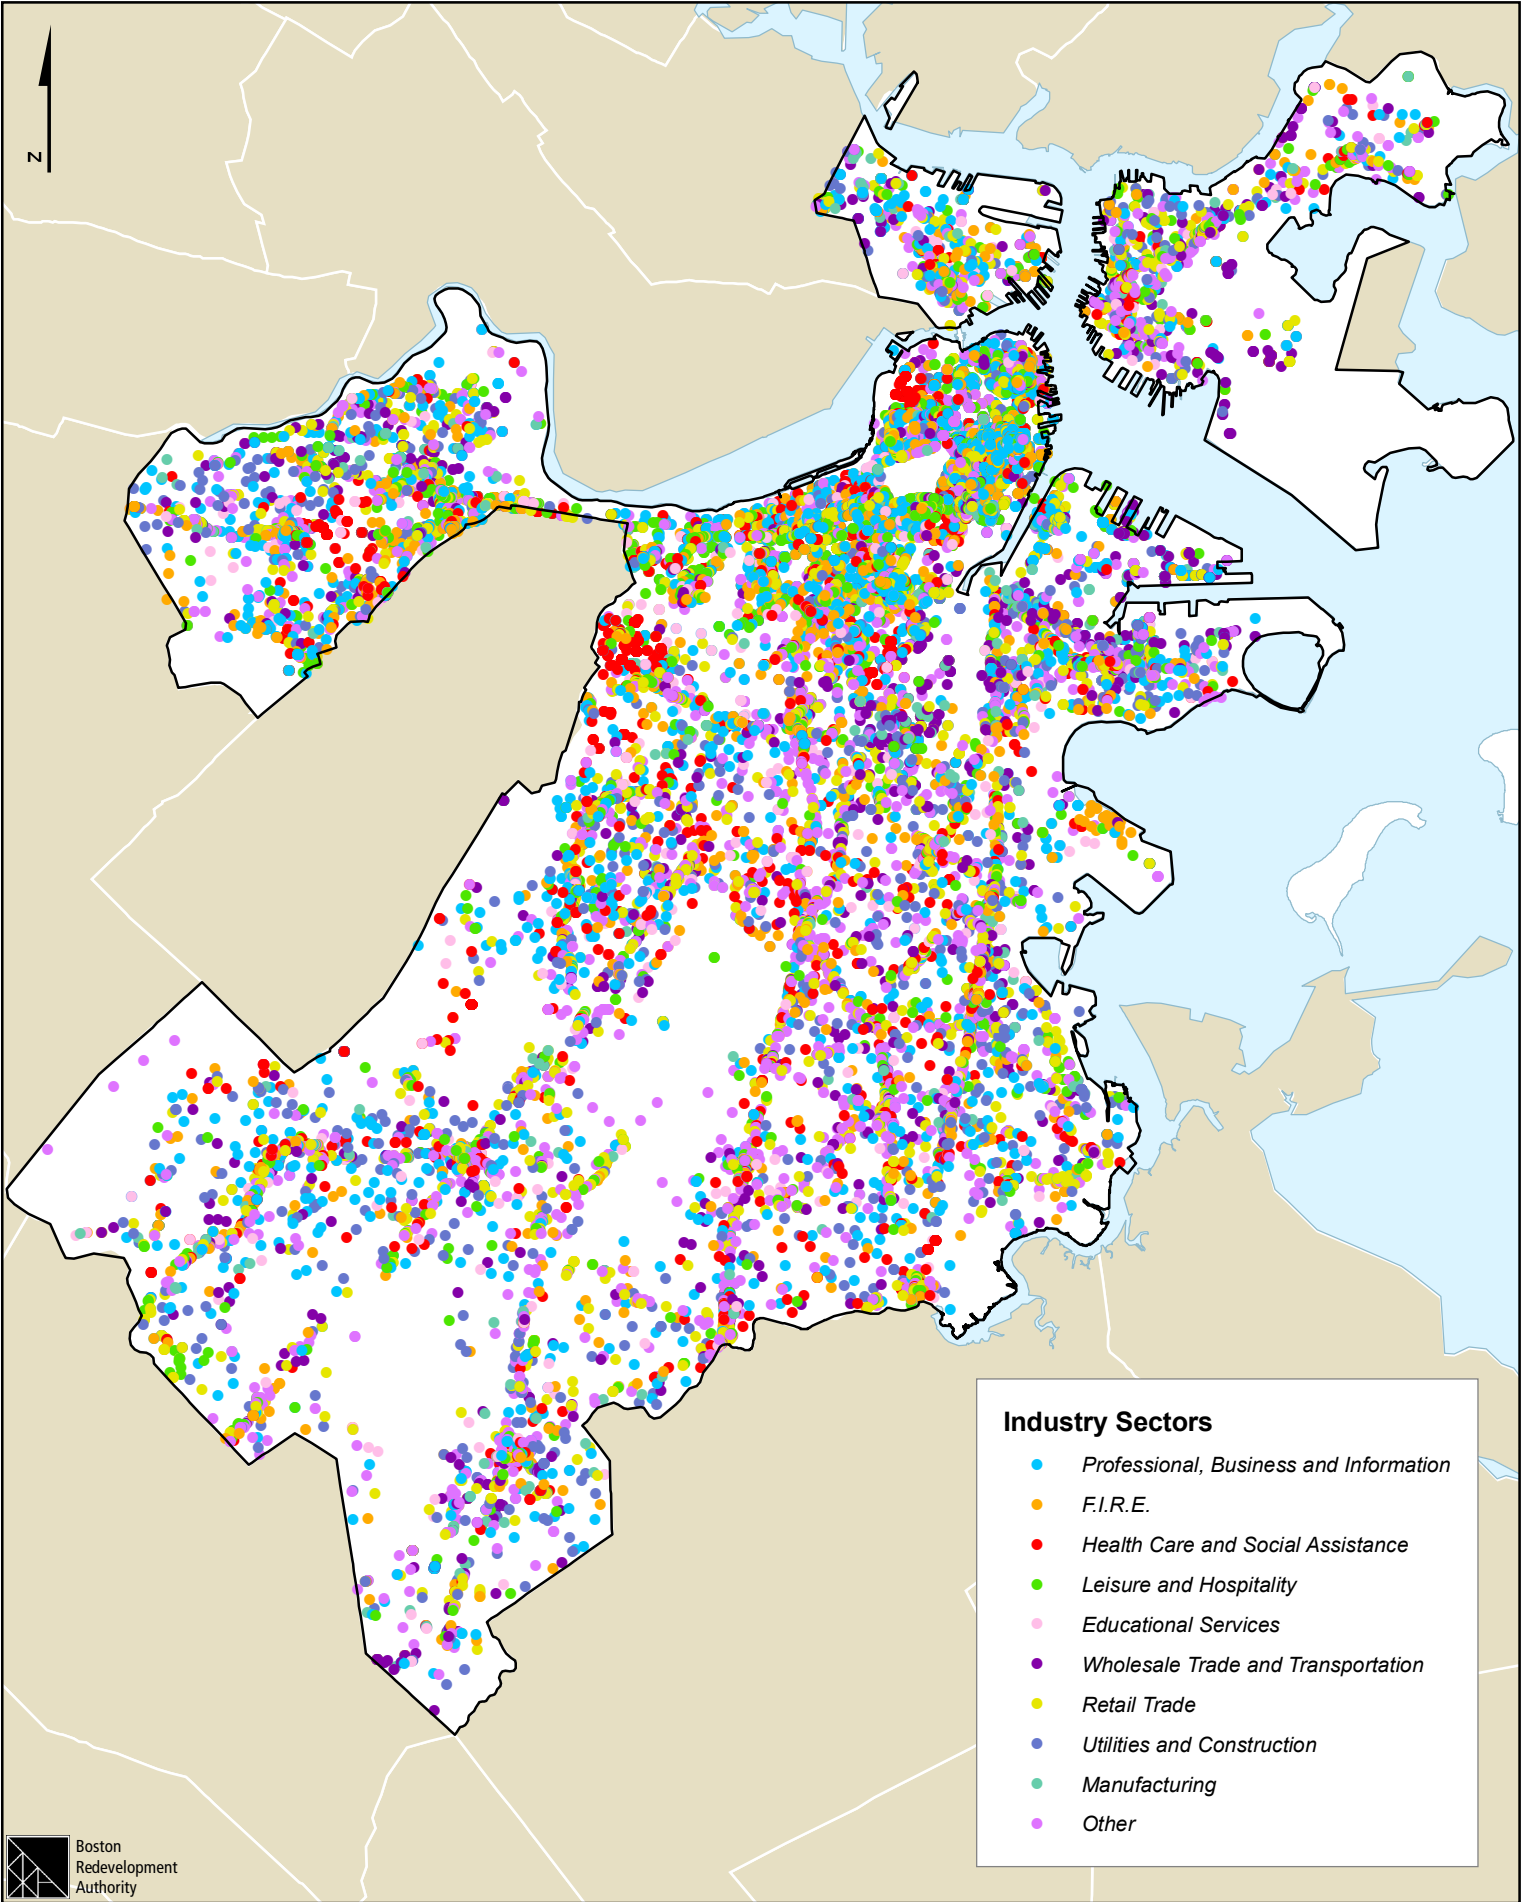 Z
Industry Sectors
Professional, Business and Information
F.I.R.E.
Health Care and Social Assistance
Leisure and Hospitality
Educational Services
Wholesale Trade and Transportation
Retail Trade
Utilities and Construction
Manufacturing
Other
Boston
Redevelopment
Authority